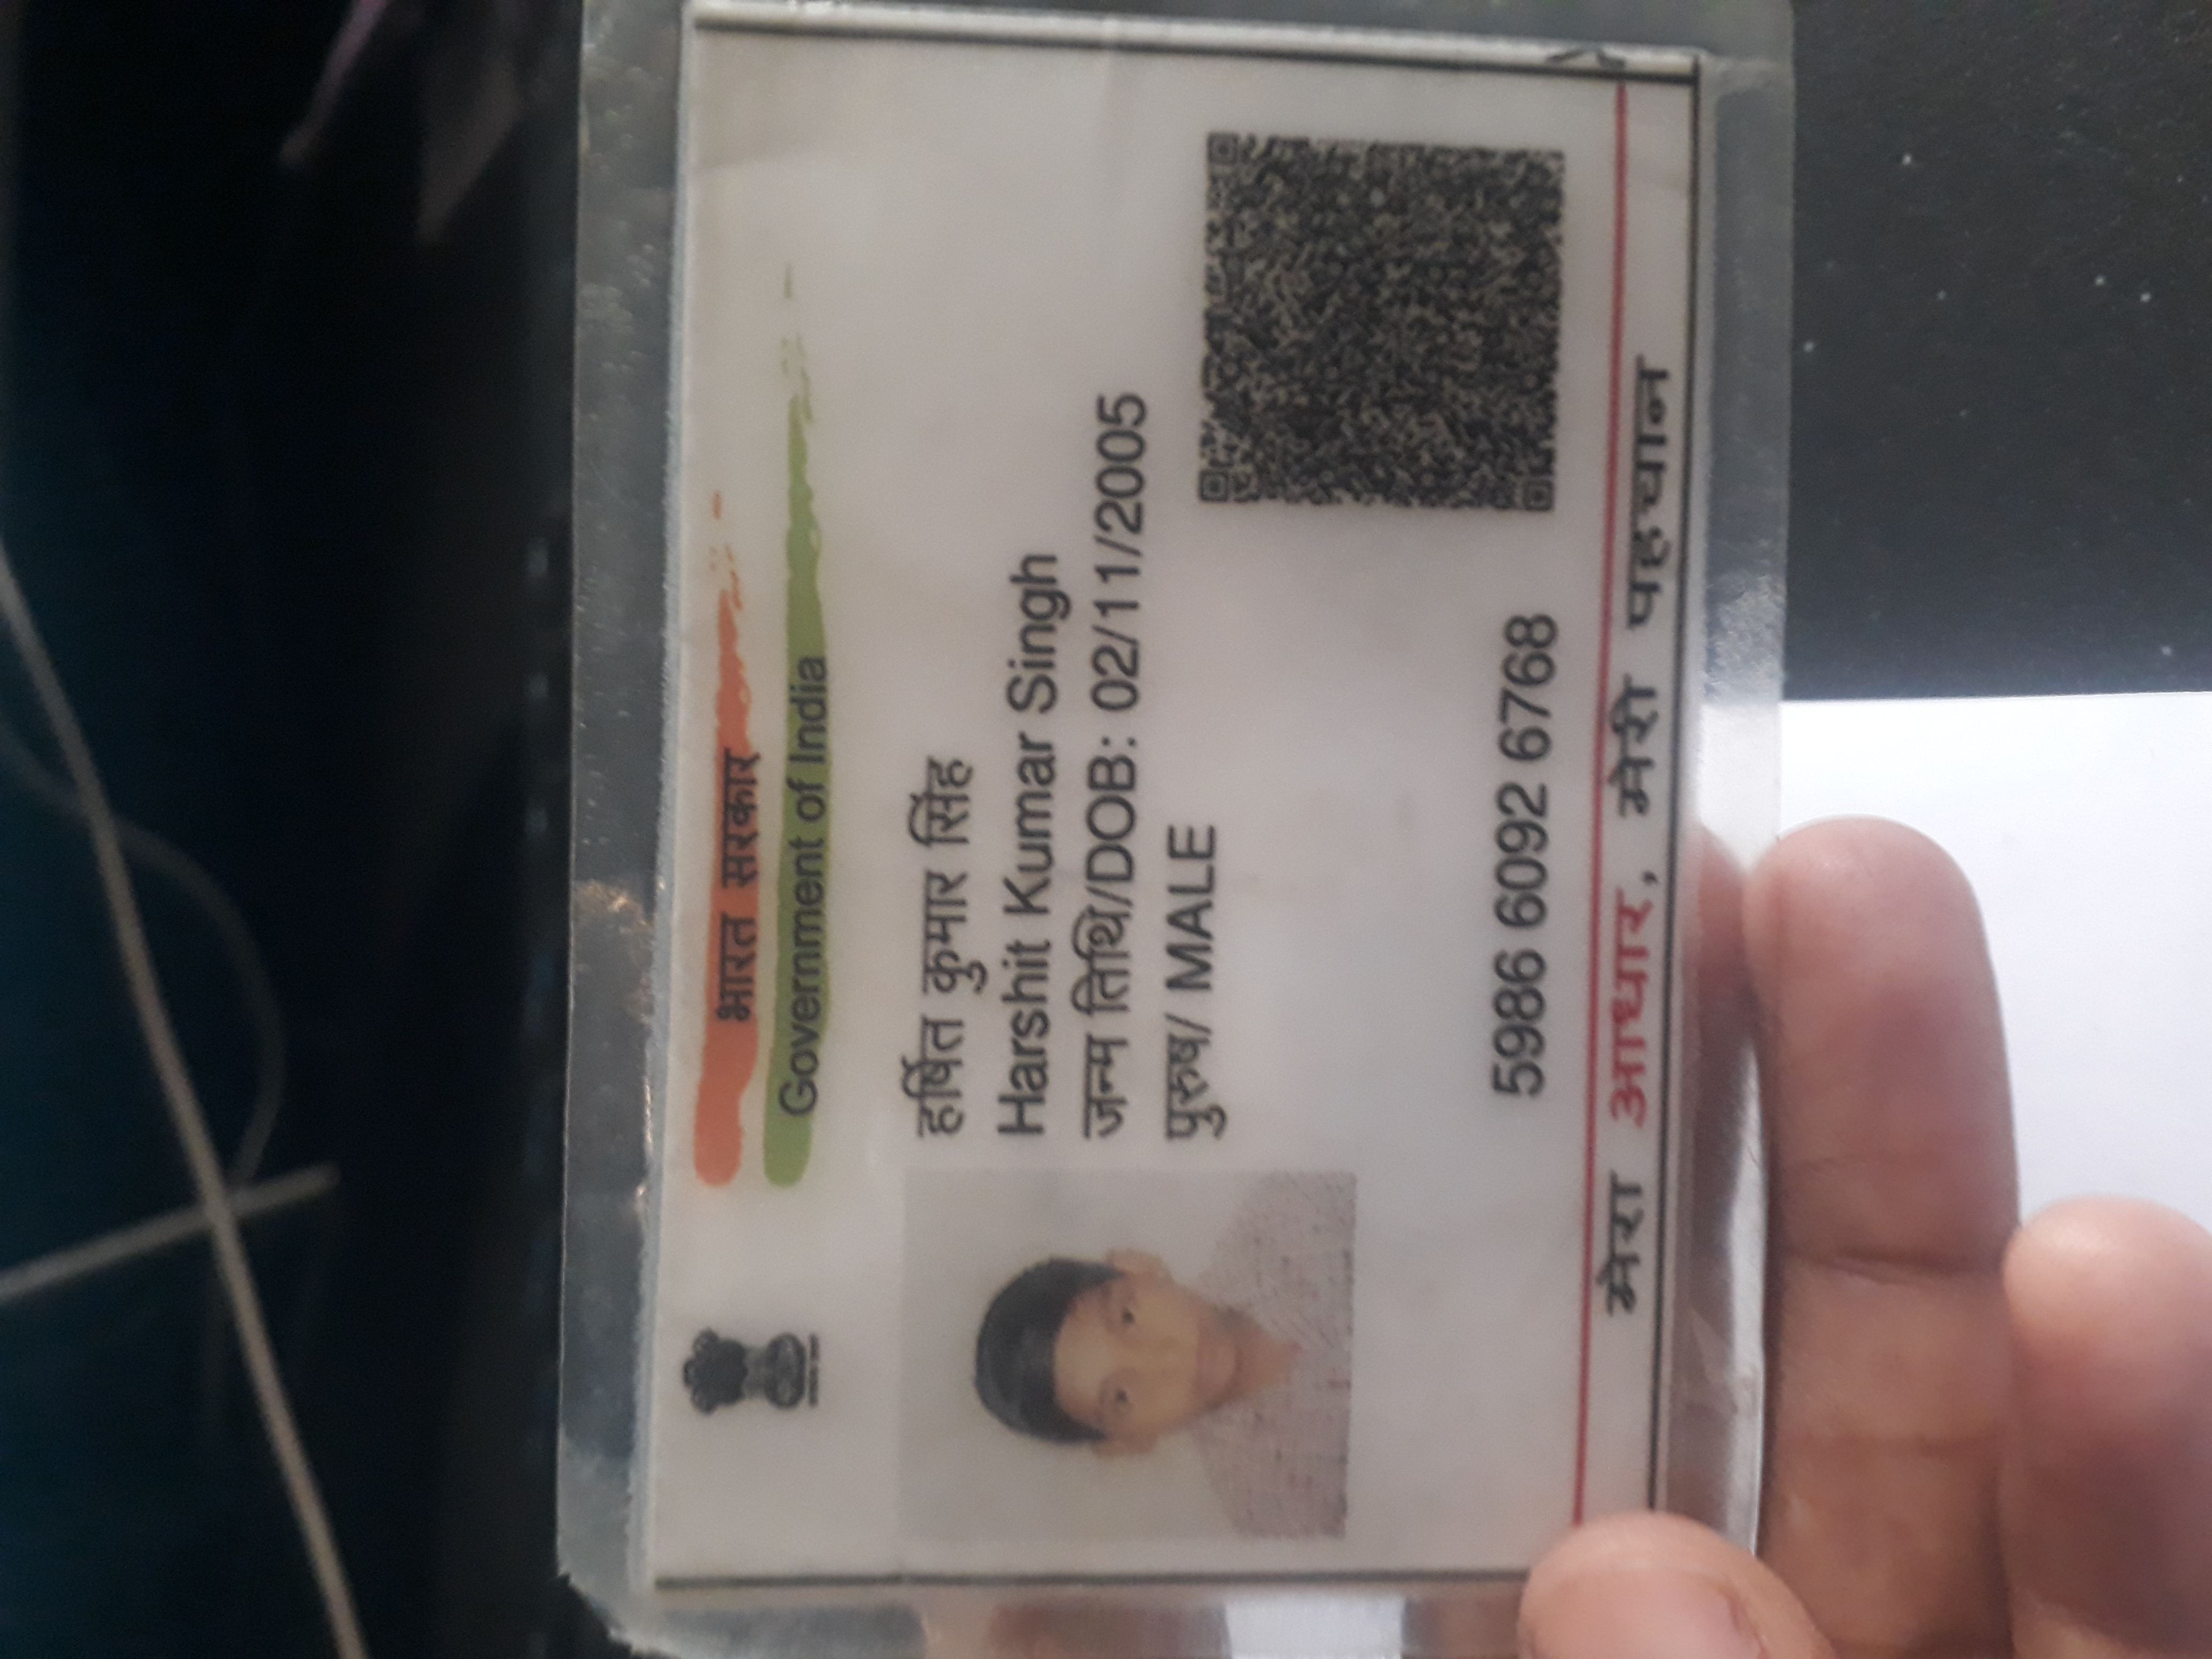 भारत सरकार
Government of India
हर्षित कुमार सिंह
Harshit Kumar Singh
जन्म तिथि/DOB: 02/11/2005
पुरुष/ MALE
5986 6092 6768
मेरा आधार, मेरी पहचान